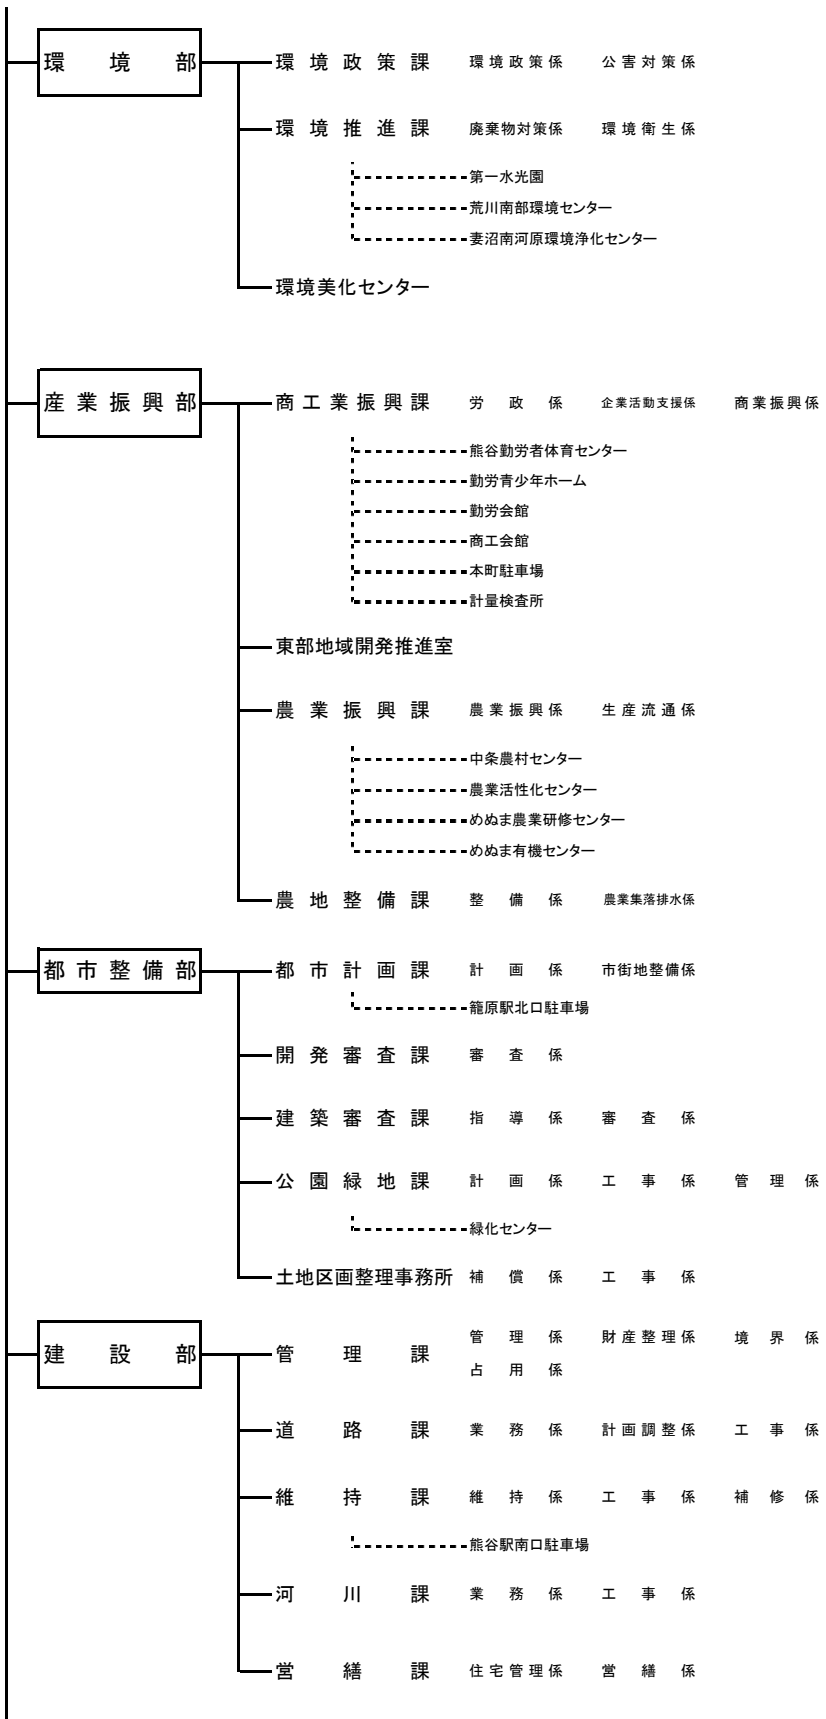 環境部 環境政策課 環境政策係 公害対策係
環境推進課 廃棄物対策係 環境衛生係
第一水光園
荒川南部環境センター
妻沼南河原環境浄化センター
環境美化センター
産業振興部 商工業振興課 労政係 企業活動支援係 商業振興係
熊谷勤労者体育センター
勤労青少年ホーム
勤労会館
商工会館
本町駐車場
計量検査所
東部地域開発推進室
農業振興課 農業振興係 生産流通係
中条農村センター
農業活性化センター
めぬま農業研修センター
めぬま有機センター
農地整備課 整備係 農業集落排水係
都市整備部 都市計画課 計画係 市街地整備係
籠原駅北口駐車場
開発審査課 審査係
建築審査課 指導係 審査係
公園緑地課 計画係 工事係 管理係
緑化センター
土地区画整理事務所 補償係 工事係
建設部 管理課 管理係 財産整理係 境界係
占用係
道路課 業務係 計画調整係 工事係
維持課 維持係 工事係 補修係
熊谷駅南口駐車場
河川課 業務係 工事係
営繕課 住宅管理係 営繕係